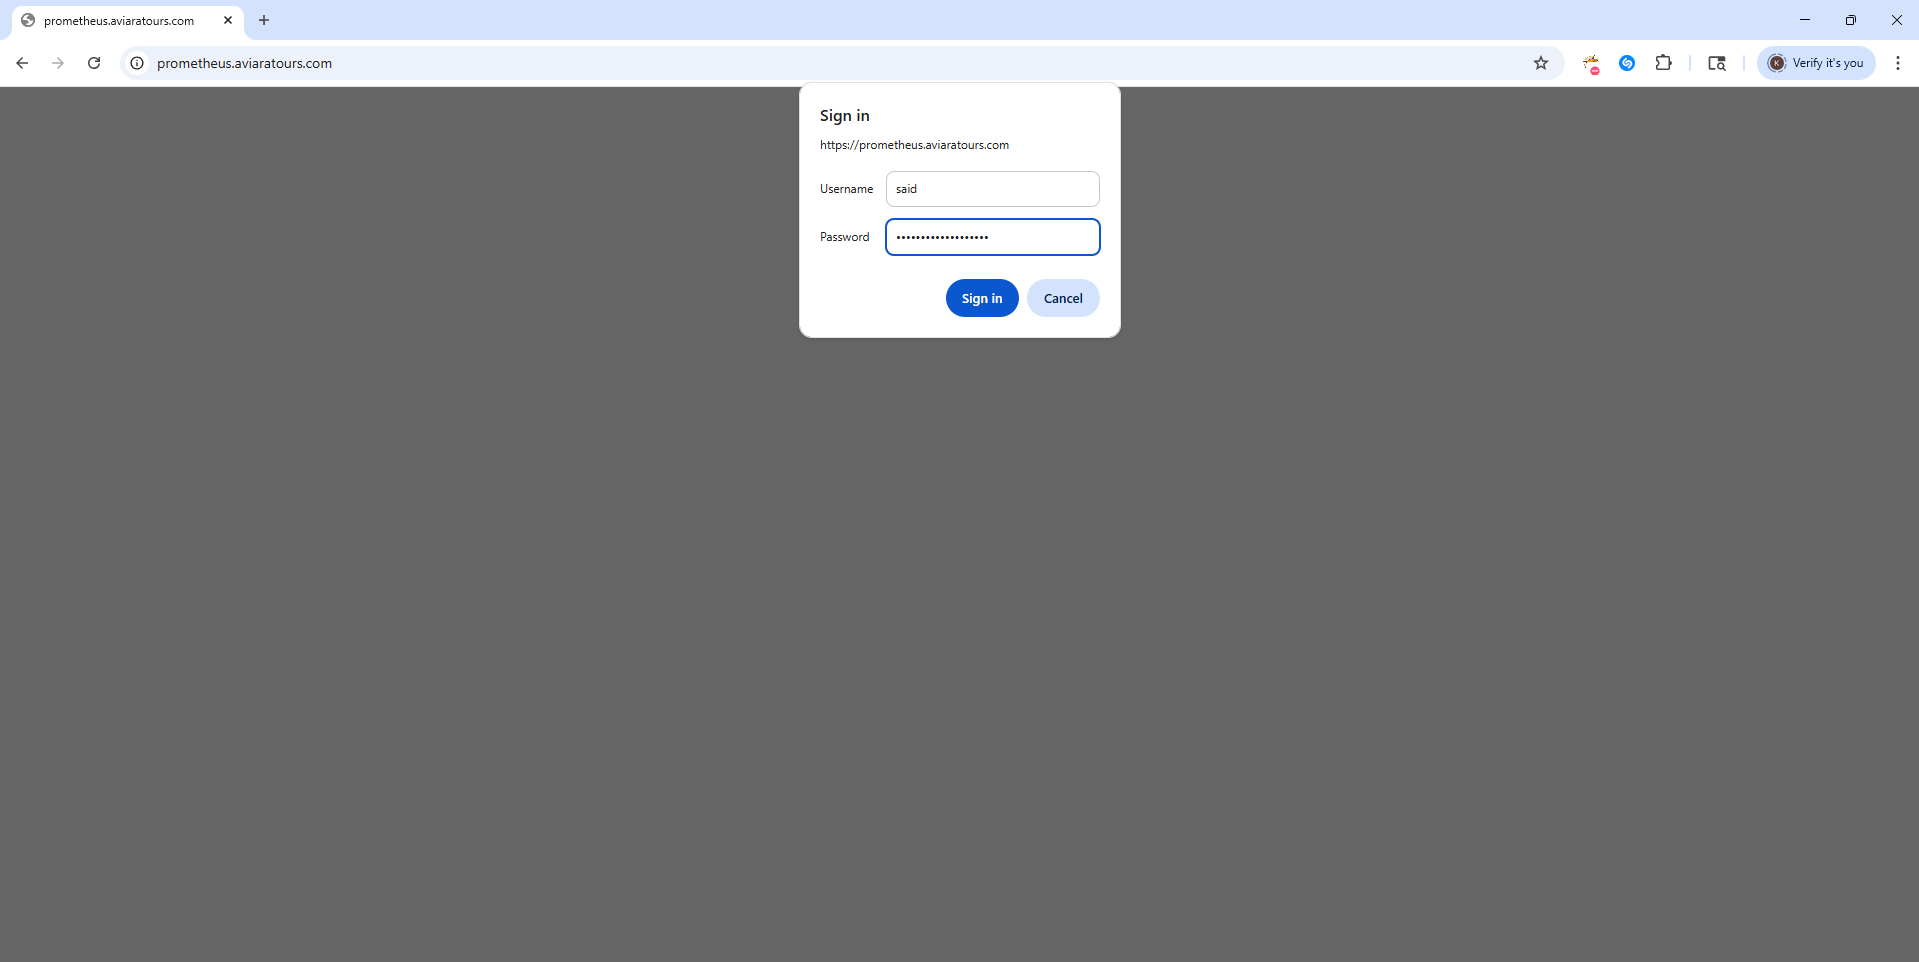 prometheus.aviaratours.com
prometheus.aviaratours.com
K Verify it's you
Sign in
https://prometheus.aviaratours.com
Username said
Password •••••••••••••••••••
Sign in Cancel